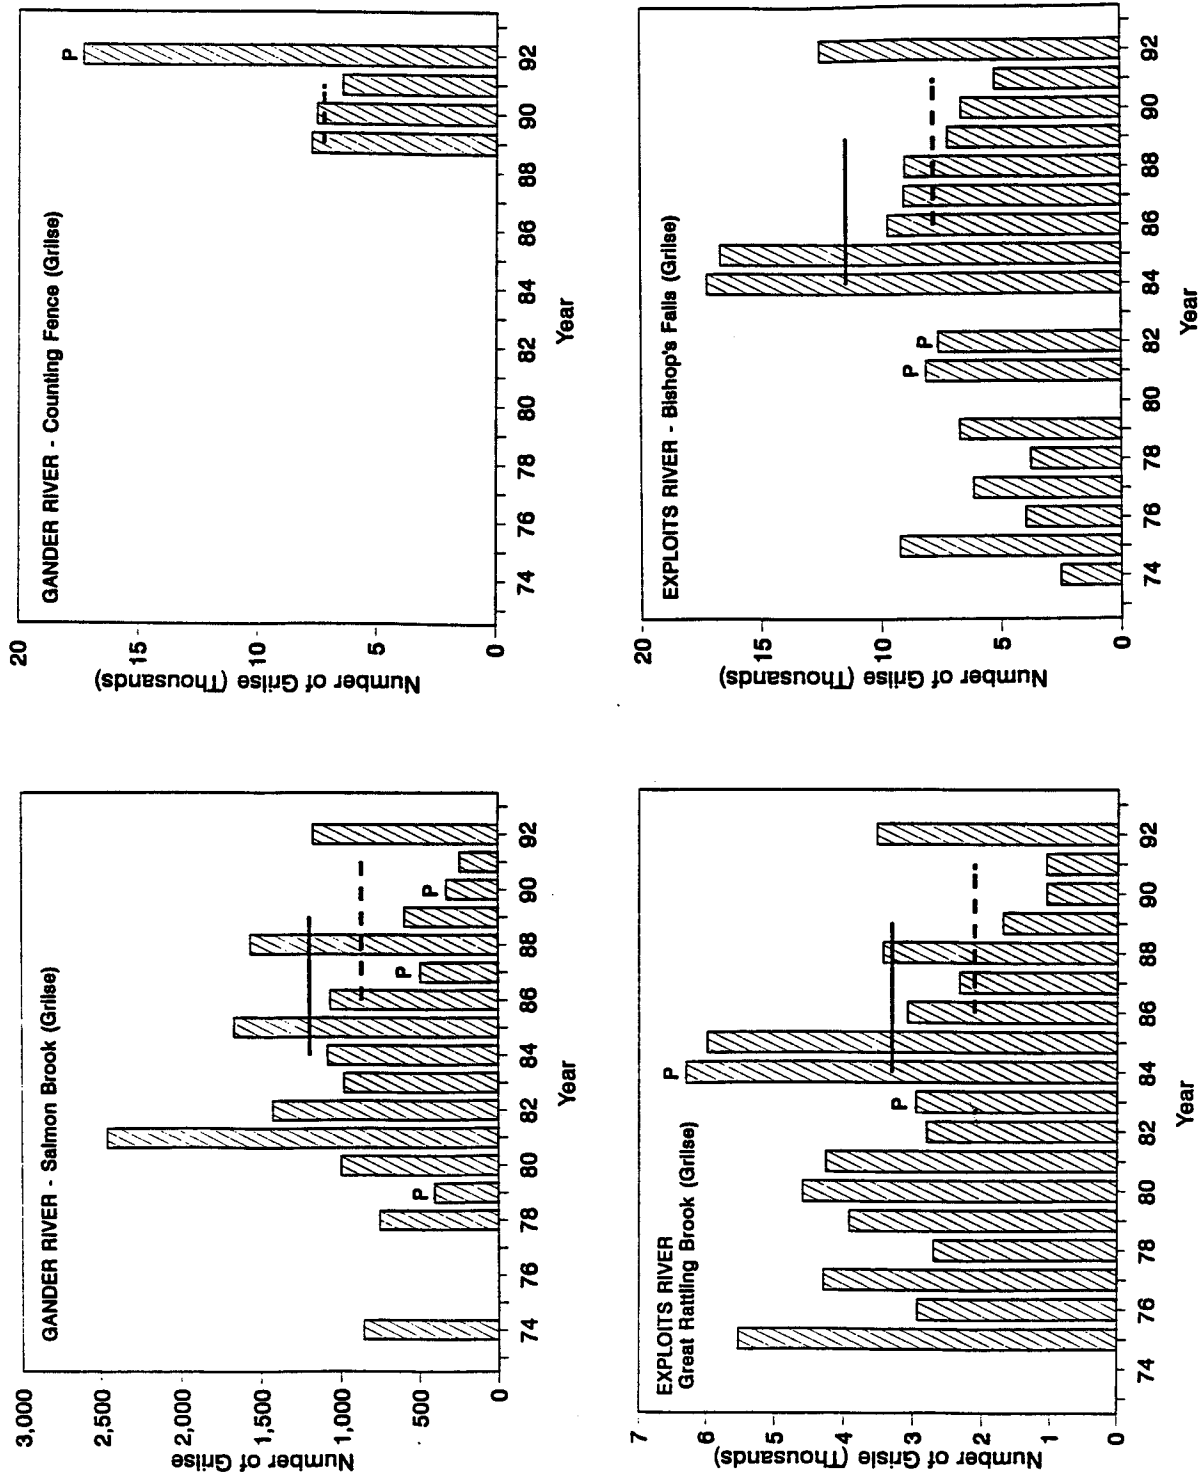 GANDER RIVER - Salmon Brook (Grilse)
Number of Grilse
3,000
2,500
2,000
1,500
1,000
500
0
P
P
P
74 76 78 80 82 84 86 88 90 92
Year
GANDER RIVER - Counting Fence (Grilse)
Number of Grilse (Thousands)
20
15
10
5
0
P
74 76 78 80 82 84 86 88 90 92
Year
EXPLOITS RIVER
Great Rattling Brook (Grilse)
Number of Grisle (Thousands)
7
6
5
4
3
2
1
0
P
P
74 76 78 80 82 84 86 88 90 92
Year
EXPLOITS RIVER - Bishop's Falls (Grilse)
Number of Grilse (Thousands)
20
15
10
5
0
P
P
74 76 78 80 82 84 86 88 90 92
Year